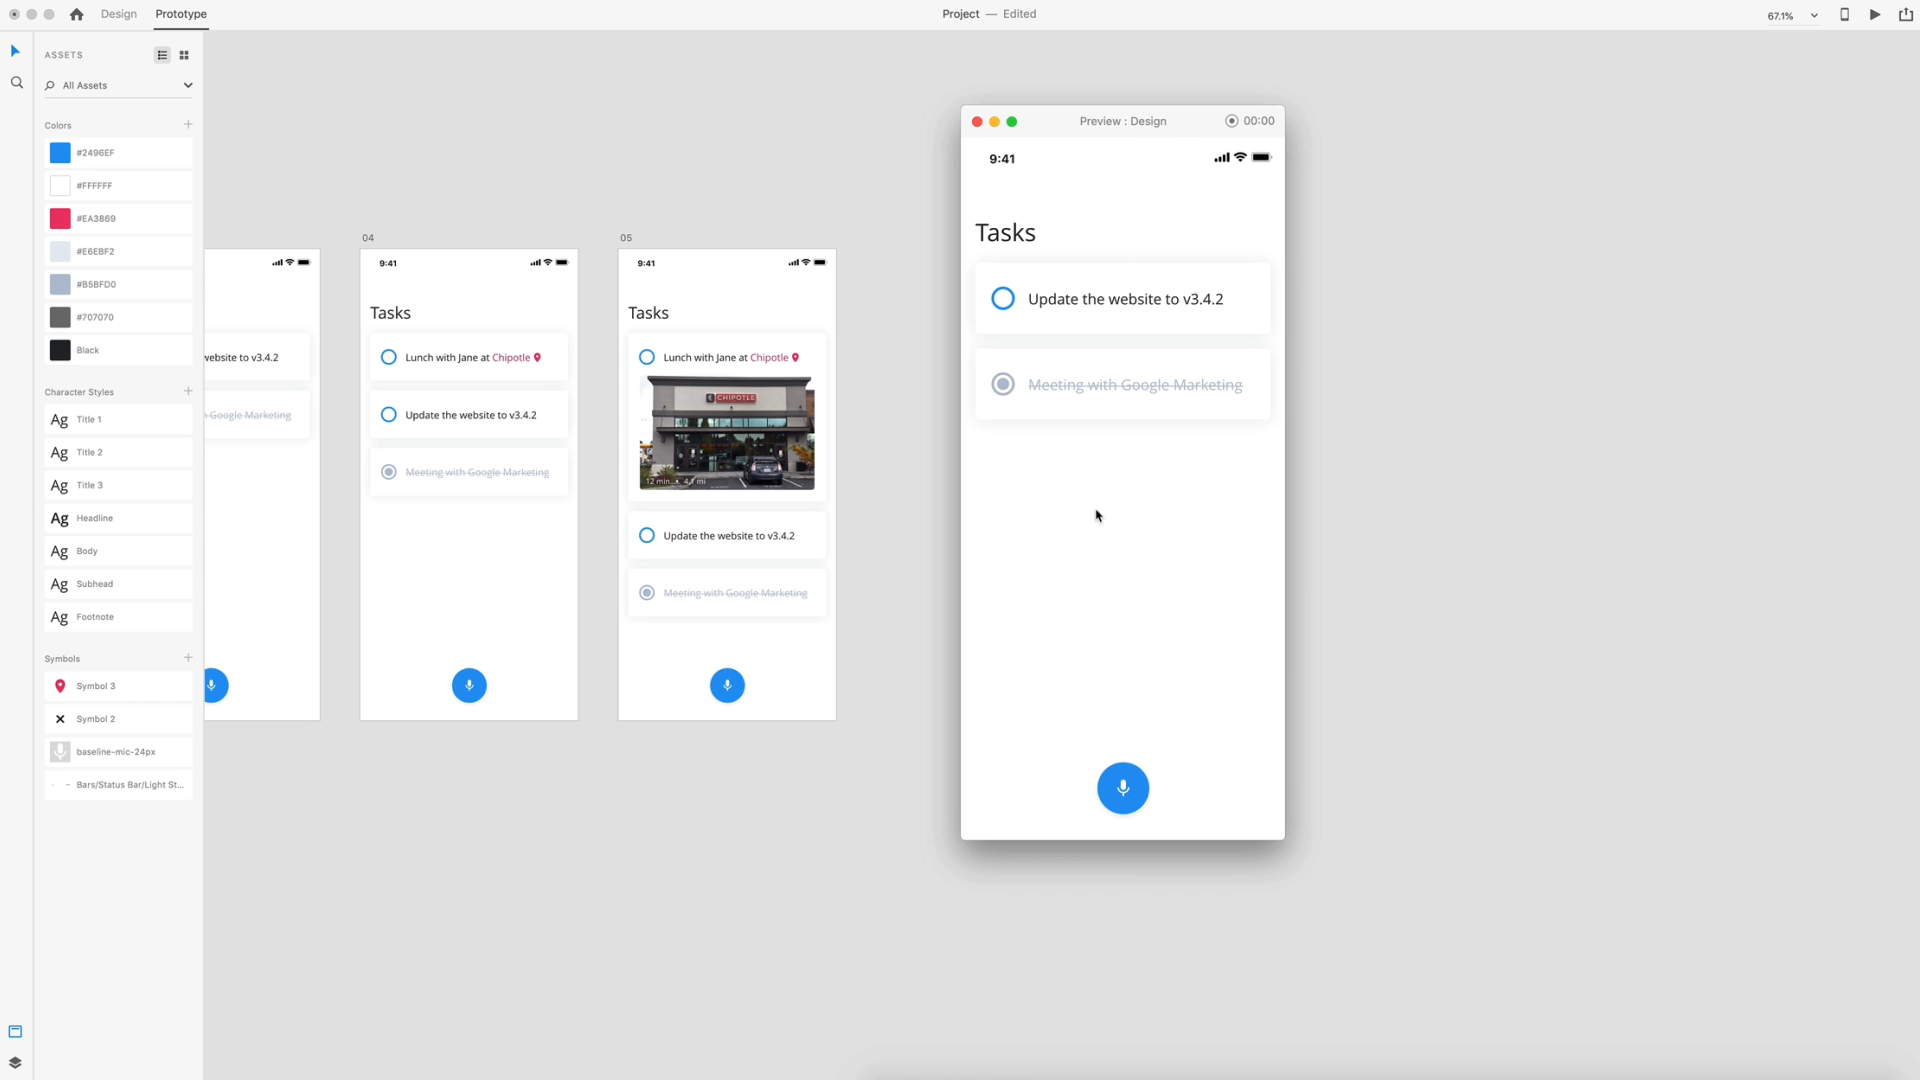 Design
Prototype
Project — Edited
67.1%
ASSETS
All Assets
Colors
#2496EF
#FFFFFF
#EA3869
#E6EBF2
#B5BFD0
#707070
Black
Character Styles
Ag Title 1
Ag Title 2
Ag Title 3
Ag Headline
Ag Body
Ag Subhead
Ag Footnote
Symbols
Symbol 3
Symbol 2
baseline-mic-24px
Bars/Status Bar/Light St...
website to v3.4.2
Google Marketing
04
9:41
Tasks
Lunch with Jane at Chipotle
Update the website to v3.4.2
Meeting with Google Marketing
05
9:41
Tasks
Lunch with Jane at Chipotle
CHIPOTLE
12 min • 4.1 mi
Update the website to v3.4.2
Meeting with Google Marketing
Preview : Design
00:00
9:41
Tasks
Update the website to v3.4.2
Meeting with Google Marketing